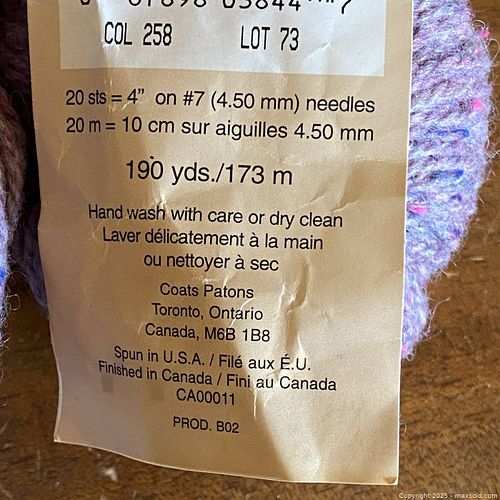 COL 258 LOT 73
20 sts = 4” on #7 (4.50 mm) needles
20 m = 10 cm sur aiguilles 4.50 mm
190 yds./173 m
Hand wash with care or dry clean
Laver délicatement à la main
ou nettoyer à sec
Coats Patons
Toronto, Ontario
Canada, M6B 1B8
Spun in U.S.A. / Filé aux É.U.
Finished in Canada / Fini au Canada
CA00011
PROD. B02
Copyright 2025 - maxsold.com